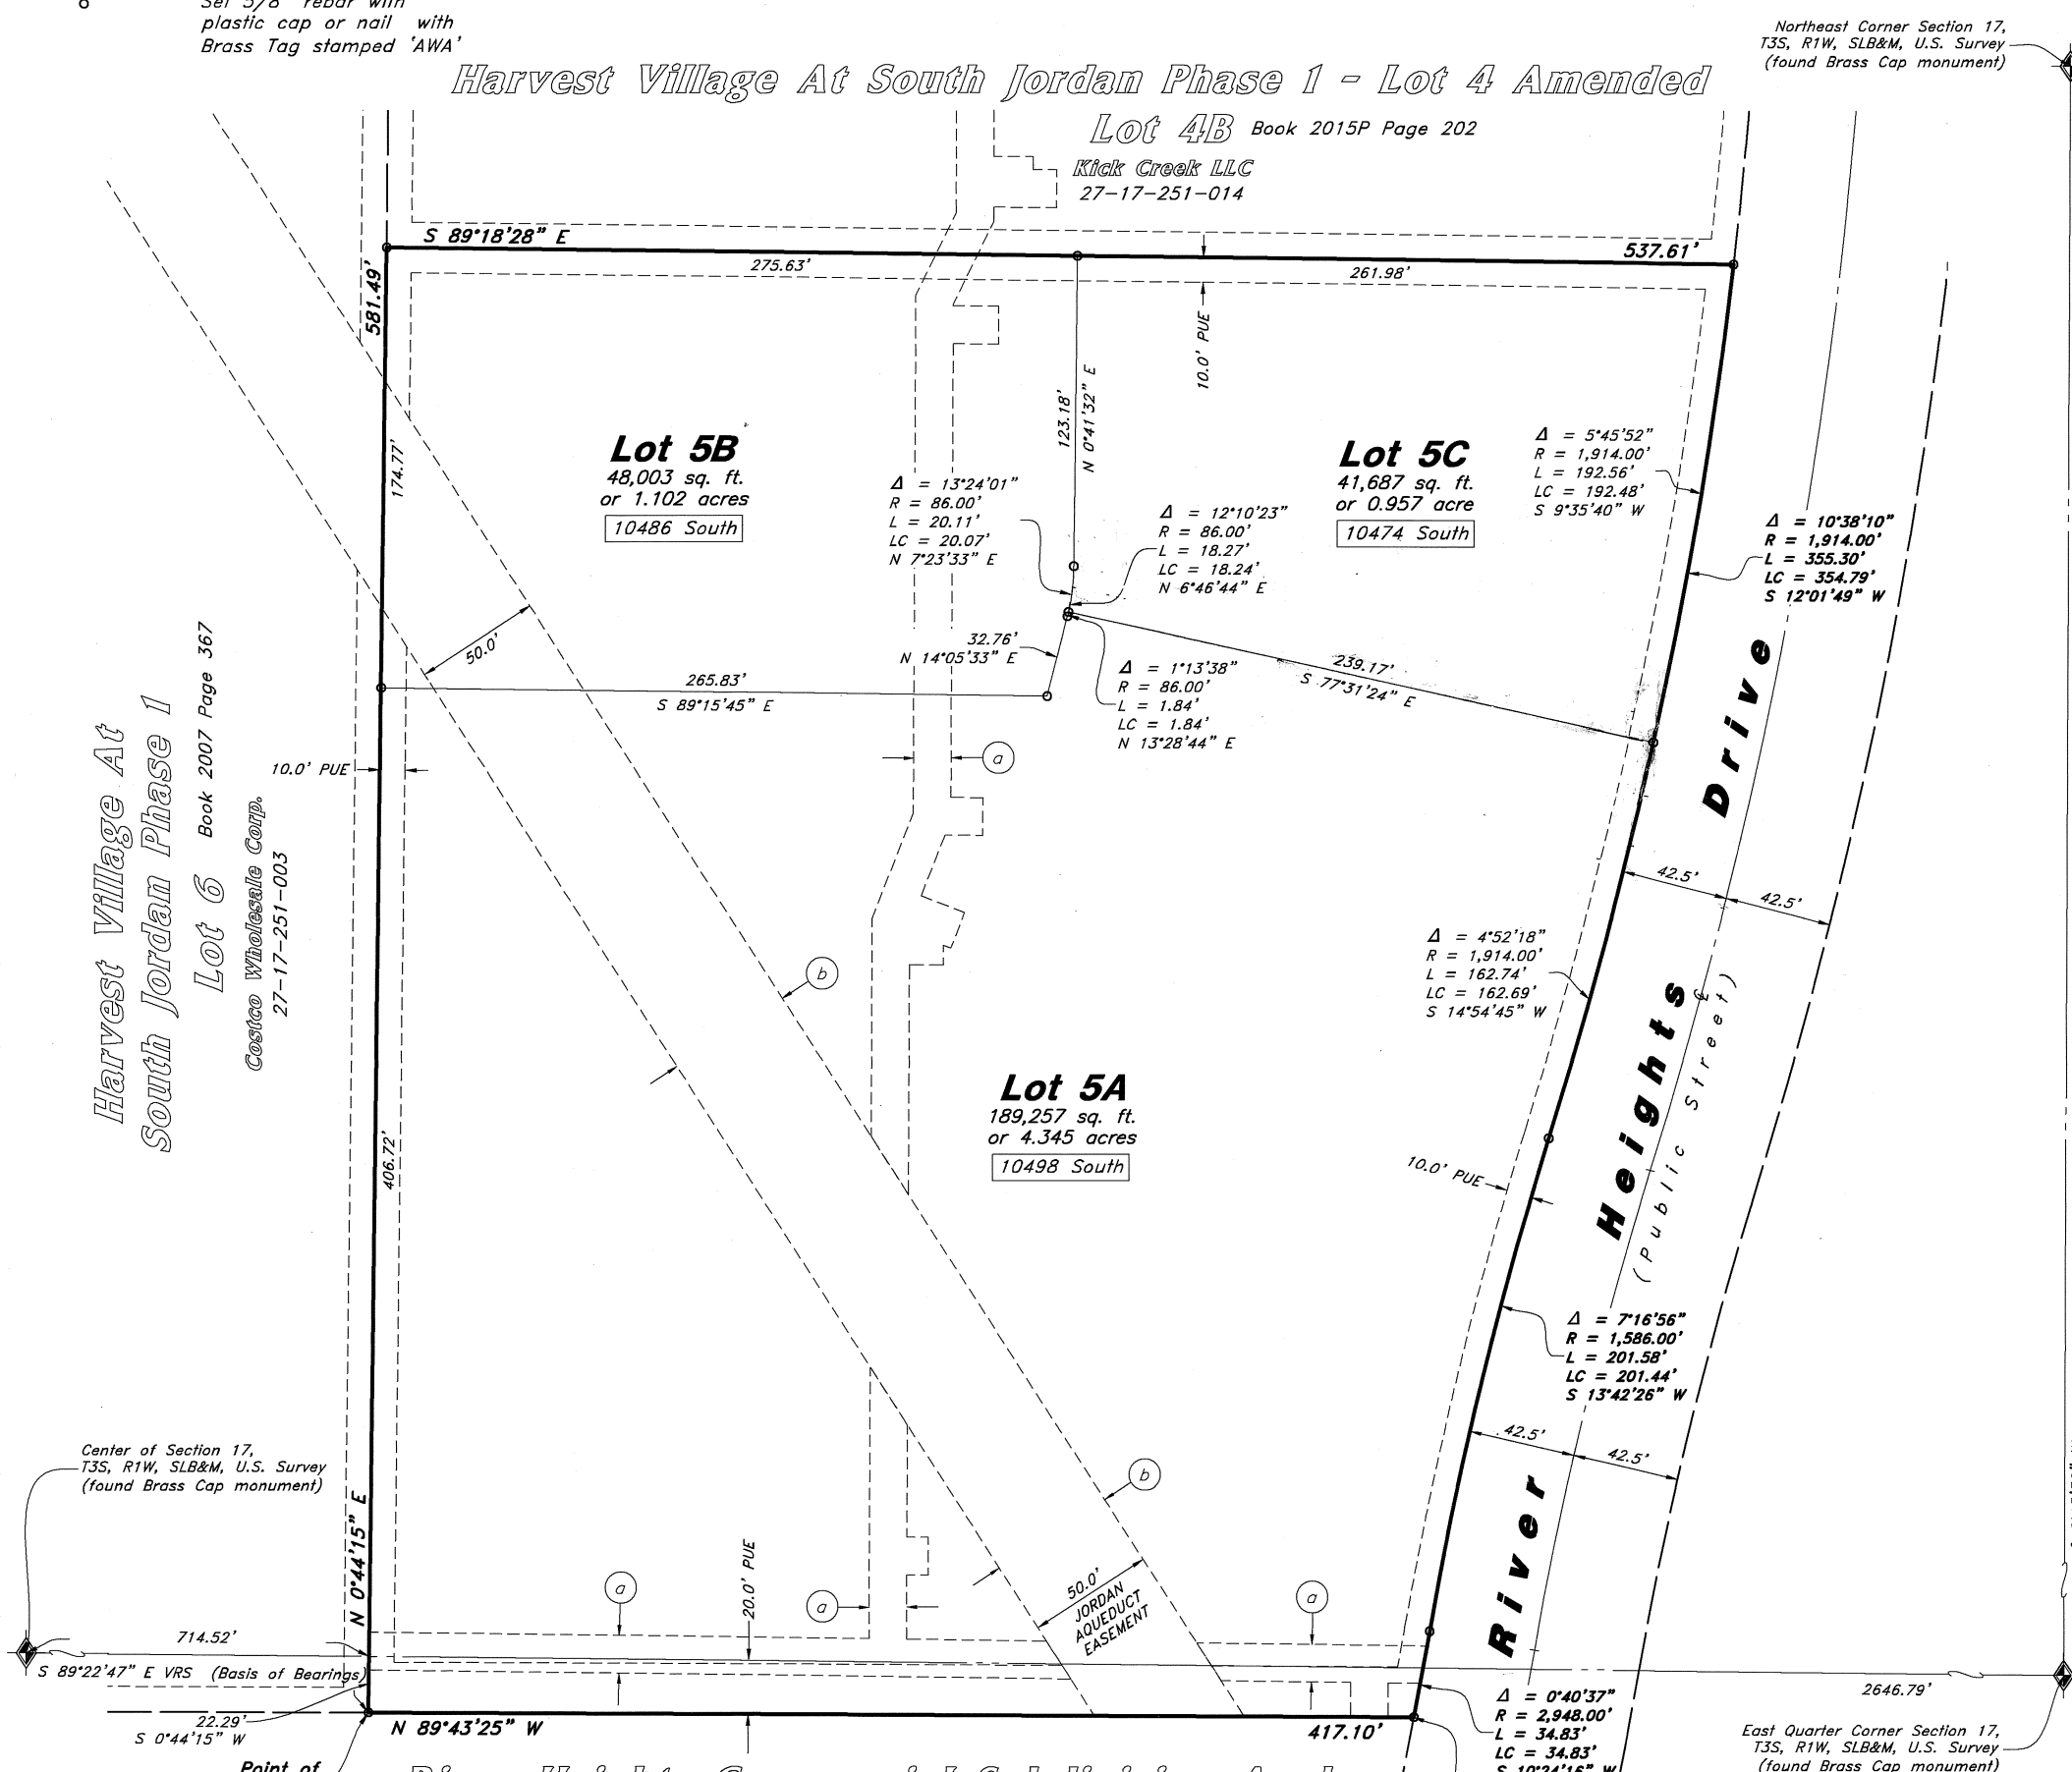 Set 5/8" rebar with
plastic cap or nail with
Brass Tag stamped 'AWA'
Northeast Corner Section 17,
T3S, R1W, SLB&M, U.S. Survey
(found Brass Cap monument)
Harvest Village At South Jordan Phase 1 - Lot 4 Amended
Lot 4B Book 2015P Page 202
Kick Creek LLC
27-17-251-014
S 89°18'28" E
537.61'
275.63'
261.98'
581.49'
10.0' PUE
123.18'
N 0°41'32" E
174.77'
Lot 5B
48,003 sq. ft.
or 1.102 acres
10486 South
Δ = 13°24'01"
R = 86.00'
L = 20.11'
LC = 20.07'
N 7°23'33" E
Δ = 12°10'23"
R = 86.00'
L = 18.27'
LC = 18.24'
N 6°46'44" E
Lot 5C
41,687 sq. ft.
or 0.957 acre
10474 South
Δ = 5°45'52"
R = 1,914.00'
L = 192.56'
LC = 192.48'
S 9°35'40" W
Δ = 10°38'10"
R = 1,914.00'
L = 355.30'
LC = 354.79'
S 12°01'49" W
50.0'
32.76'
N 14°05'33" E
265.83'
S 89°15'45" E
Δ = 1°13'38"
R = 86.00'
L = 1.84'
LC = 1.84'
N 13°28'44" E
239.17'
S 77°31'24" E
Harvest Village At
South Jordan Phase 1
Lot 6 Book 2007 Page 367
Costco Wholesale Corp.
27-17-251-003
10.0' PUE
a
b
42.5'
42.5'
Δ = 4°52'18"
R = 1,914.00'
L = 162.74'
LC = 162.69'
S 14°54'45" W
River Heights Drive
(Public Street)
Lot 5A
189,257 sq. ft.
or 4.345 acres
10498 South
406.72'
10.0' PUE
Δ = 7°16'56"
R = 1,586.00'
L = 201.58'
LC = 201.44'
S 13°42'26" W
42.5'
42.5'
Center of Section 17,
T3S, R1W, SLB&M, U.S. Survey
(found Brass Cap monument)
N 0°44'15" E
b
a
20.0' PUE
a
50.0'
JORDAN
AQUEDUCT
EASEMENT
a
714.52'
S 89°22'47" E VRS (Basis of Bearings)
2646.79'
22.29'
S 0°44'15" W
N 89°43'25" W
417.10'
Δ = 0°40'37"
R = 2,948.00'
L = 34.83'
LC = 34.83'
S 10°24'16" W
East Quarter Corner Section 17,
T3S, R1W, SLB&M, U.S. Survey
(found Brass Cap monument)
Point of